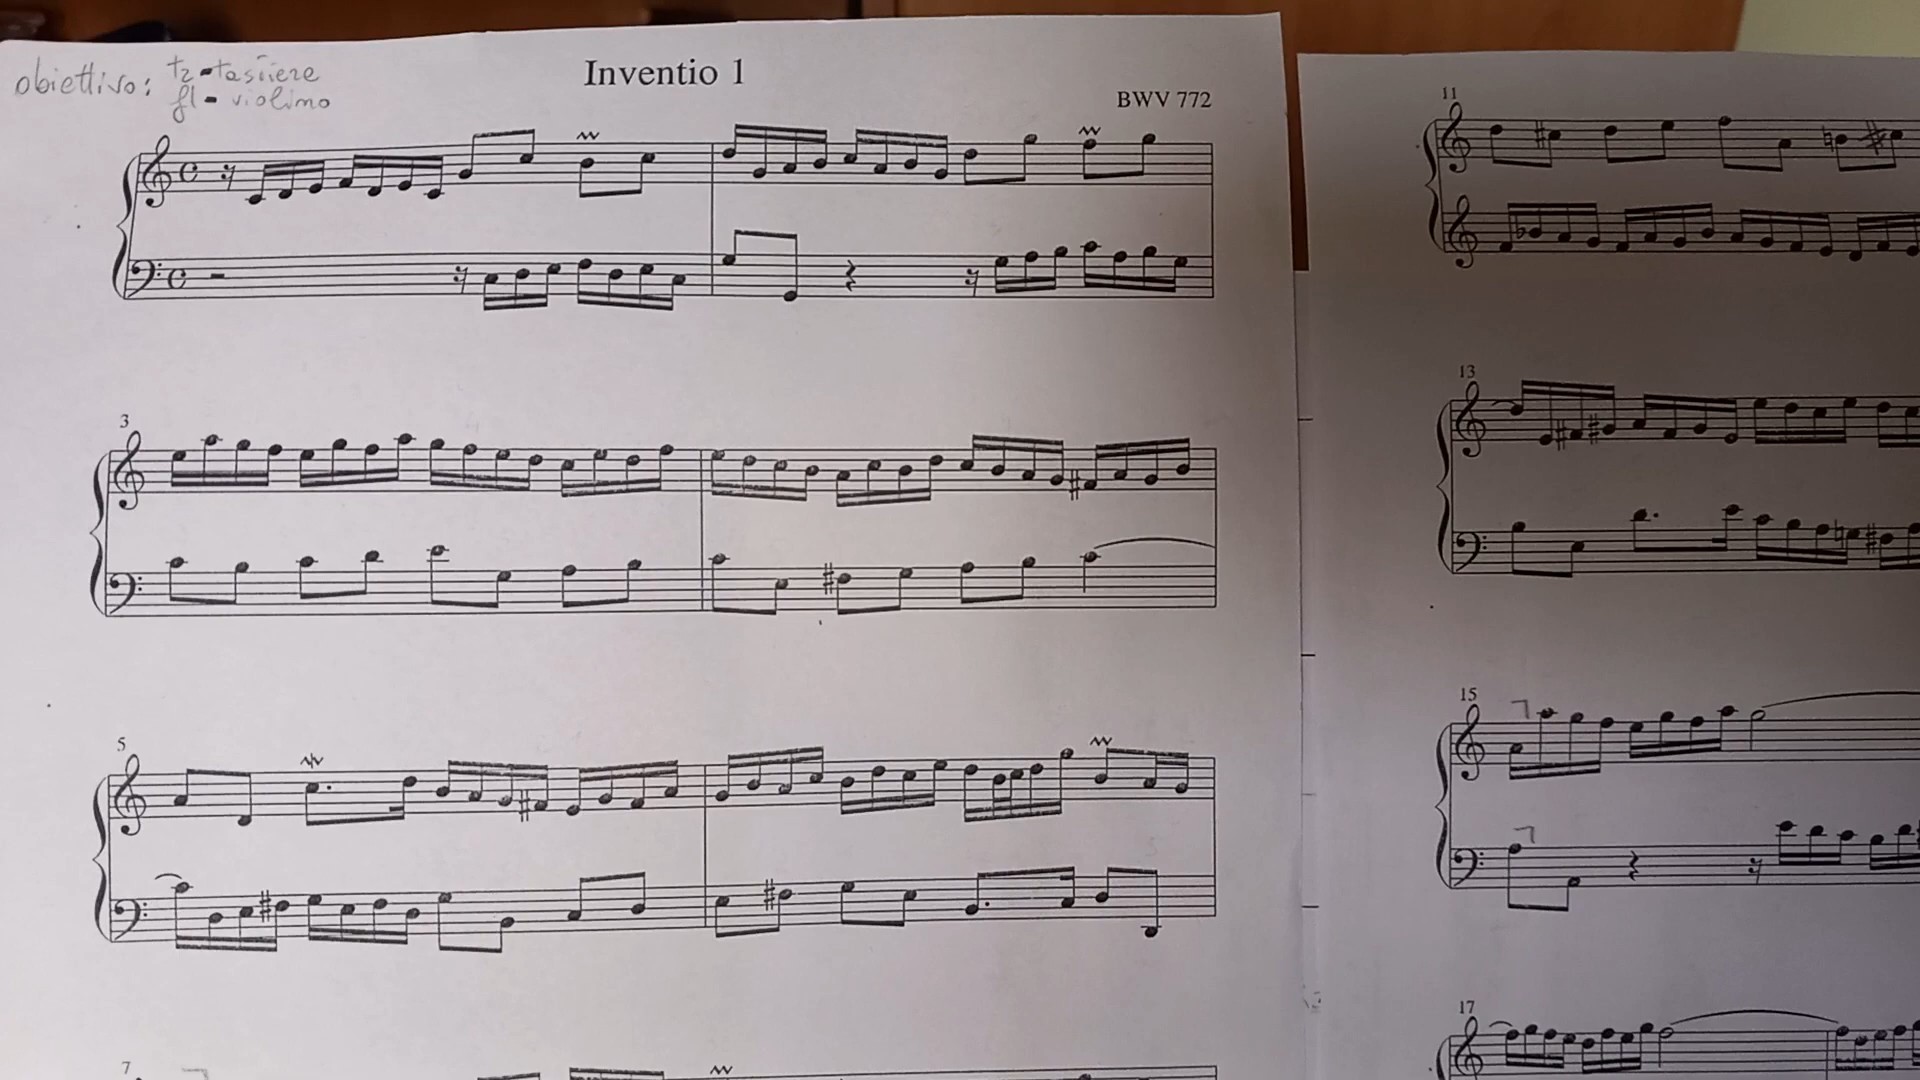 obiettivo: tz-tastiere
fl- violino
Inventio 1
BWV 772
3
5
7
11
13
15
17